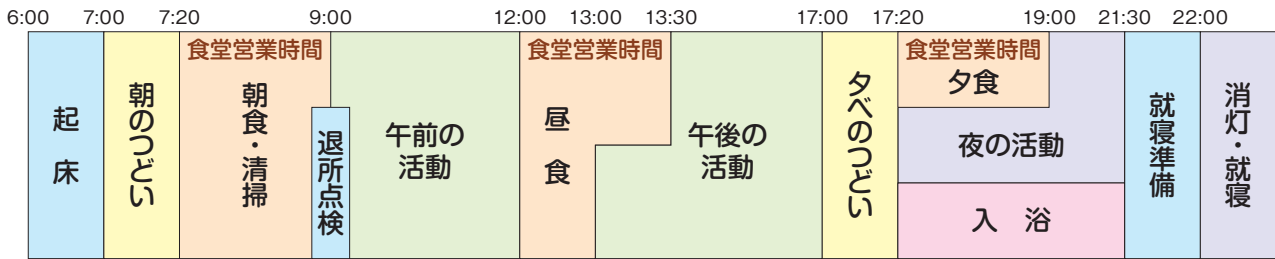 6:00 7:00 7:20 9:00 12:00 13:00 13:30 17:00 17:20 19:00 21:30 22:00
起床
朝のつどい
食堂営業時間
朝食・清掃
退所点検
午前の
活動
食堂営業時間
昼食
午後の
活動
夕べのつどい
食堂営業時間
夕食
夜の活動
入浴
就寝準備
消灯・就寝